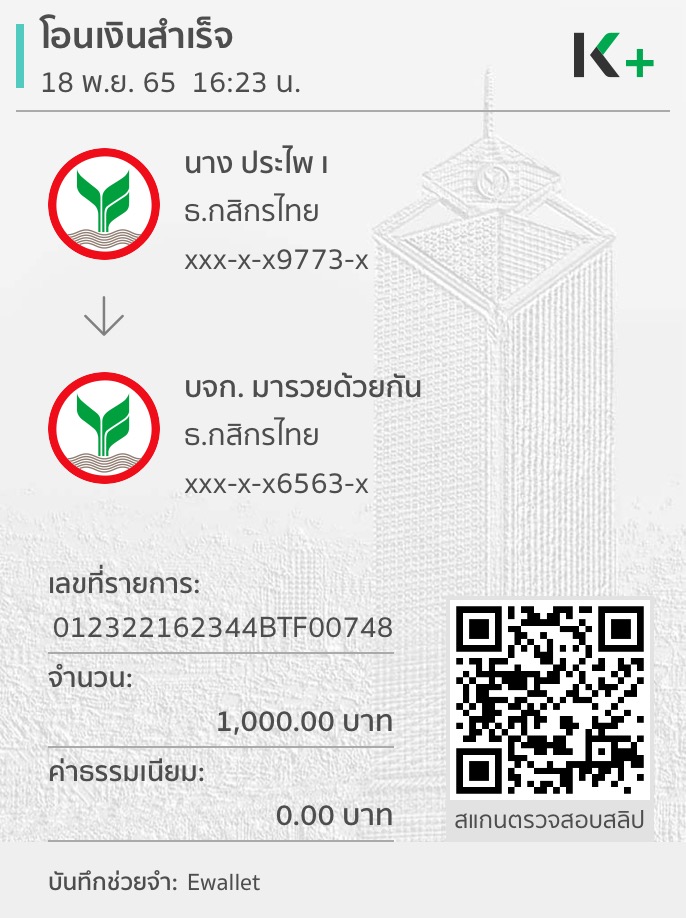 โอนเงินสำเร็จ
18 พ.ย. 65 16:23 น.
K+
นาง ประไพ เ
ธ.กสิกรไทย
xxx-x-x9773-x
บจก. มารวยด้วยกัน
ธ.กสิกรไทย
xxx-x-x6563-x
เลขที่รายการ:
012322162344BTF00748
จำนวน:
1,000.00 บาท
ค่าธรรมเนียม:
0.00 บาท
สแกนตรวจสอบสลิป
บันทึกช่วยจำ: Ewallet